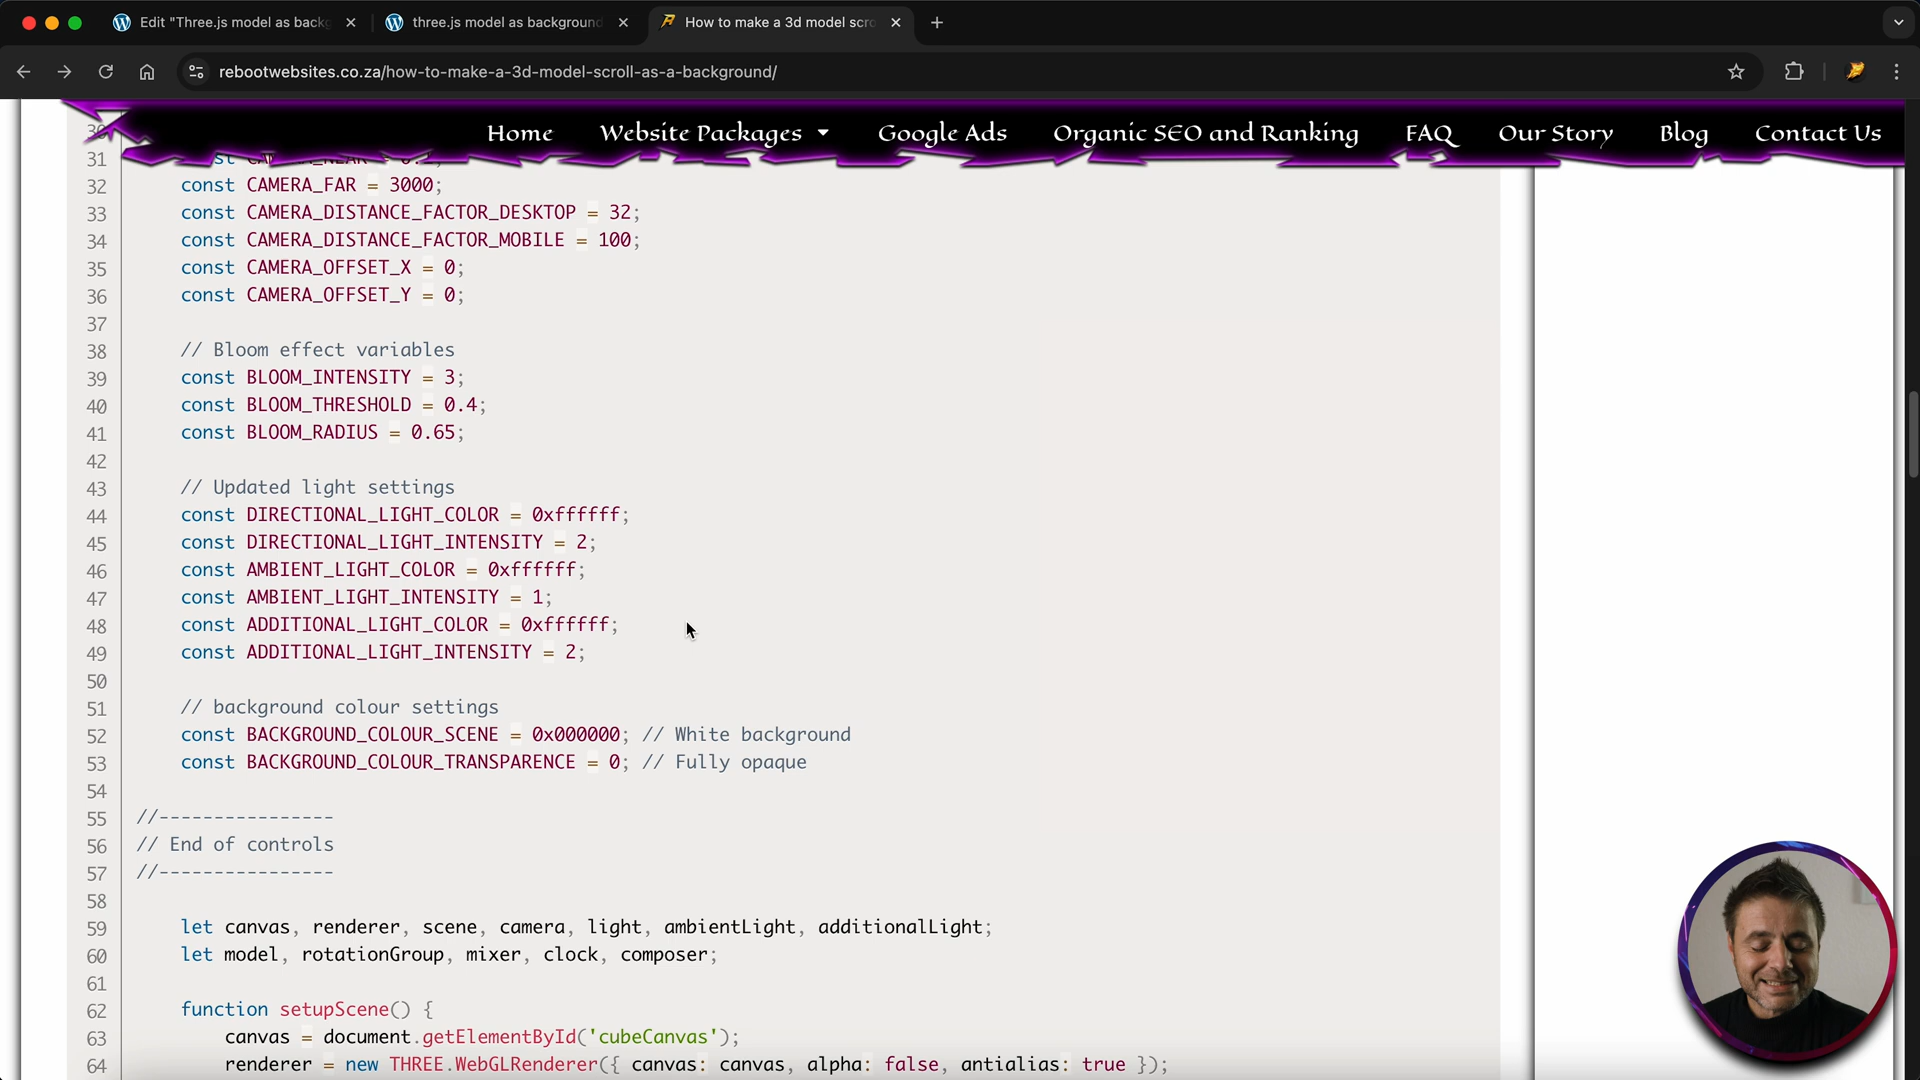 Edit "Three.js model as backg
three.js model as background
How to make a 3d model scro
rebootwebsites.co.za/how-to-make-a-3d-model-scroll-as-a-background/
Home Website Packages Google Ads Organic SEO and Ranking FAQ Our Story Blog Contact Us
30
31
32 const CAMERA_FAR = 3000;
33 const CAMERA_DISTANCE_FACTOR_DESKTOP = 32;
34 const CAMERA_DISTANCE_FACTOR_MOBILE = 100;
35 const CAMERA_OFFSET_X = 0;
36 const CAMERA_OFFSET_Y = 0;
37
38 // Bloom effect variables
39 const BLOOM_INTENSITY = 3;
40 const BLOOM_THRESHOLD = 0.4;
41 const BLOOM_RADIUS = 0.65;
42
43 // Updated light settings
44 const DIRECTIONAL_LIGHT_COLOR = 0xffffff;
45 const DIRECTIONAL_LIGHT_INTENSITY = 2;
46 const AMBIENT_LIGHT_COLOR = 0xffffff;
47 const AMBIENT_LIGHT_INTENSITY = 1;
48 const ADDITIONAL_LIGHT_COLOR = 0xffffff;
49 const ADDITIONAL_LIGHT_INTENSITY = 2;
50
51 // background colour settings
52 const BACKGROUND_COLOUR_SCENE = 0x000000; // White background
53 const BACKGROUND_COLOUR_TRANSPARENCE = 0; // Fully opaque
54
55 //----------------
56 // End of controls
57 //----------------
58
59 let canvas, renderer, scene, camera, light, ambientLight, additionalLight;
60 let model, rotationGroup, mixer, clock, composer;
61
62 function setupScene() {
63 canvas = document.getElementById('cubeCanvas');
64 renderer = new THREE.WebGLRenderer({ canvas: canvas, alpha: false, antialias: true });